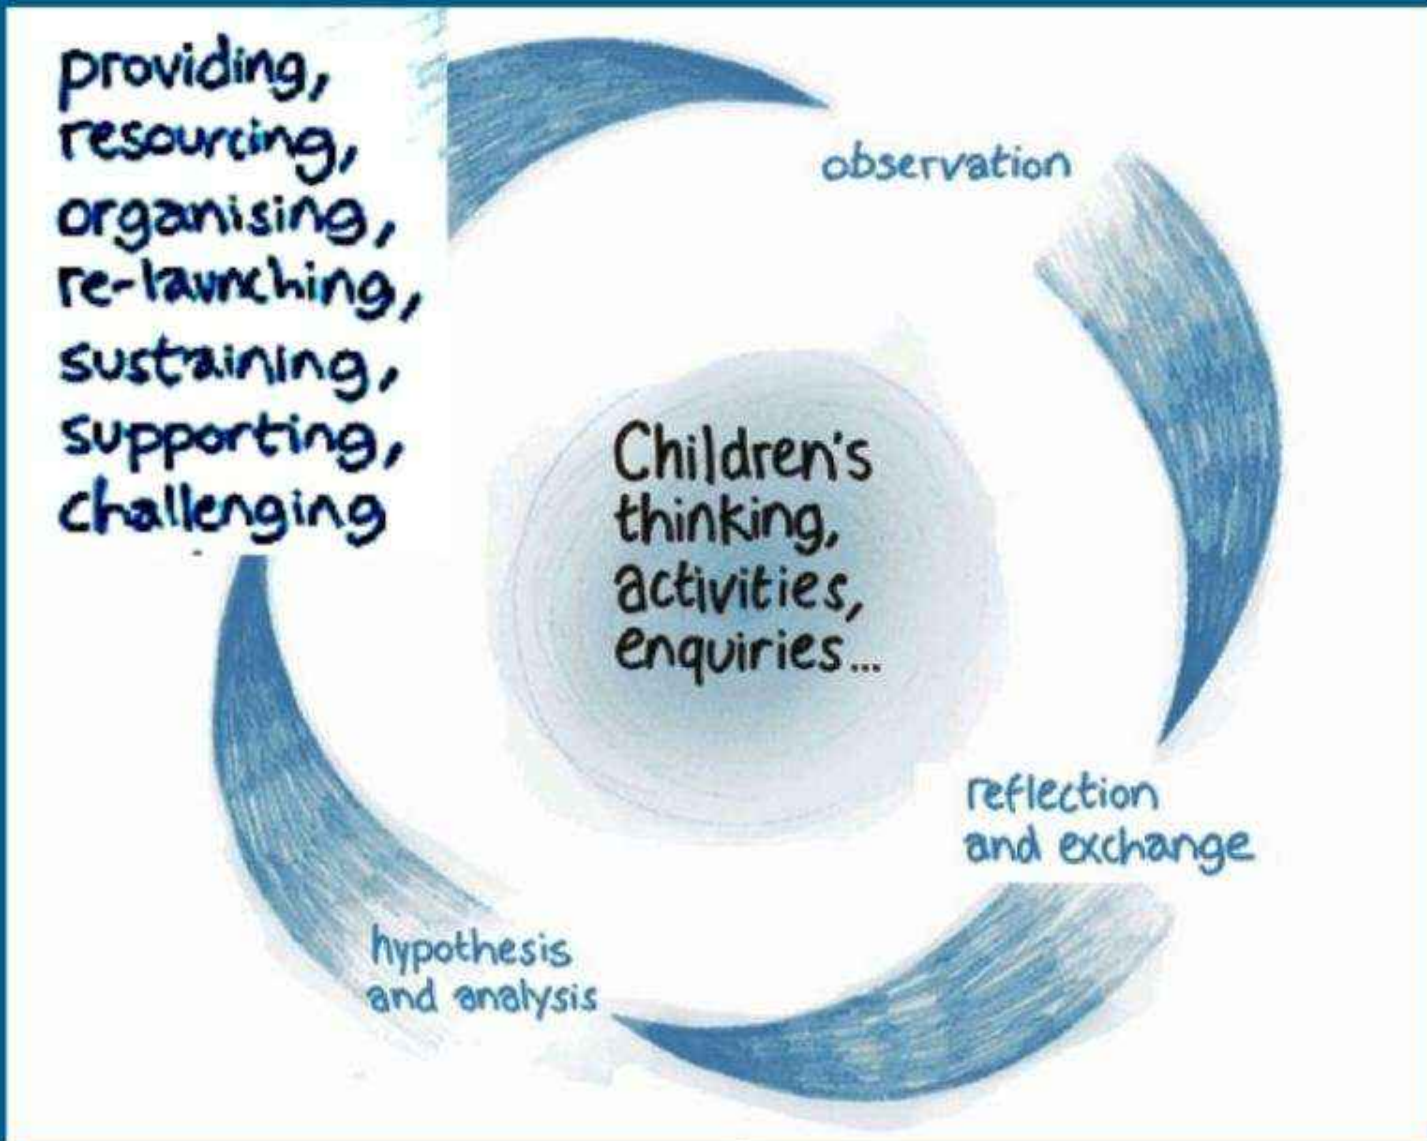 providing,
resourcing,
organising,
re-launching,
sustaining,
supporting,
challenging
observation
Children's
thinking,
activities,
enquiries...
reflection
and exchange
hypothesis
and analysis